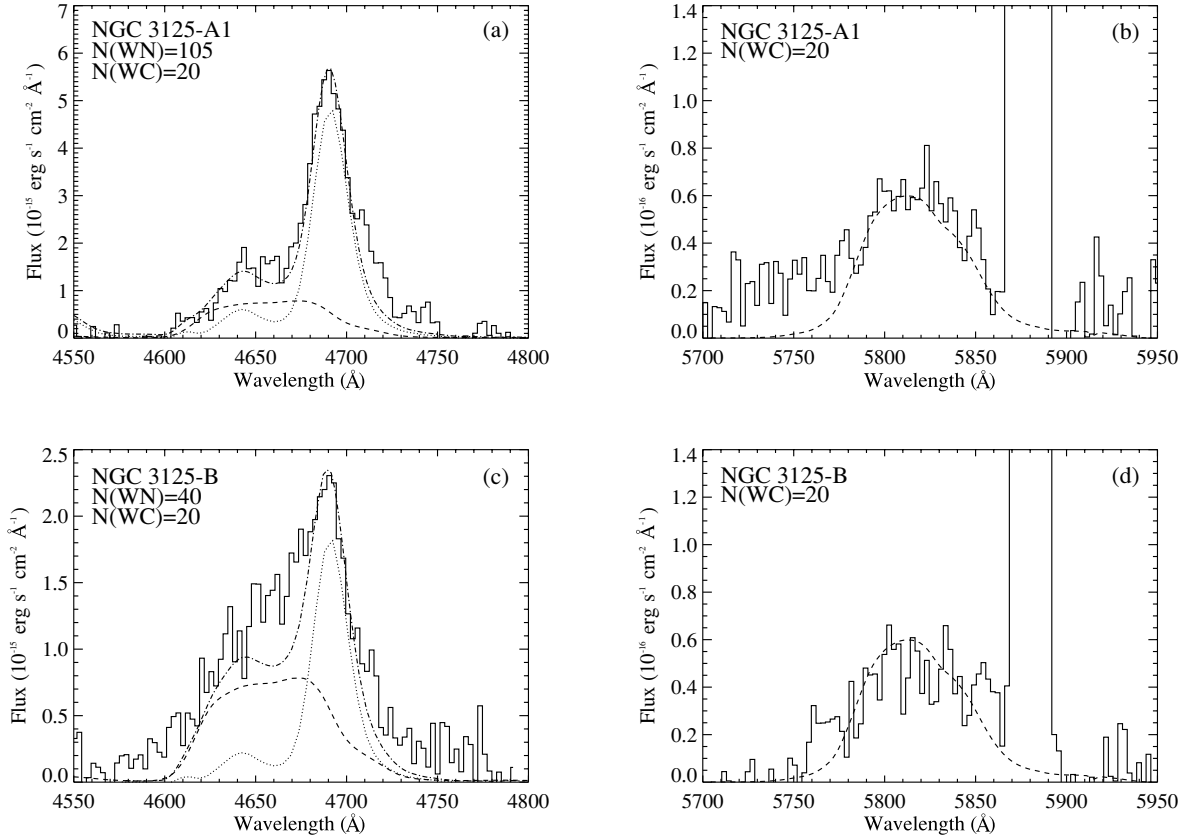 NGC 3125-A1
N(WN)=105
N(WC)=20
(a)
Flux (10⁻¹⁵ erg s⁻¹ cm⁻² Å⁻¹)
7
6
5
4
3
2
1
0
4550 4600 4650 4700 4750 4800
Wavelength (Å)
NGC 3125-A1
N(WC)=20
(b)
Flux (10⁻¹⁶ erg s⁻¹ cm⁻² Å⁻¹)
1.4
1.2
1.0
0.8
0.6
0.4
0.2
0.0
5700 5750 5800 5850 5900 5950
Wavelength (Å)
NGC 3125-B
N(WN)=40
N(WC)=20
(c)
Flux (10⁻¹⁵ erg s⁻¹ cm⁻² Å⁻¹)
2.5
2.0
1.5
1.0
0.5
0.0
4550 4600 4650 4700 4750 4800
Wavelength (Å)
NGC 3125-B
N(WC)=20
(d)
Flux (10⁻¹⁶ erg s⁻¹ cm⁻² Å⁻¹)
1.4
1.2
1.0
0.8
0.6
0.4
0.2
0.0
5700 5750 5800 5850 5900 5950
Wavelength (Å)